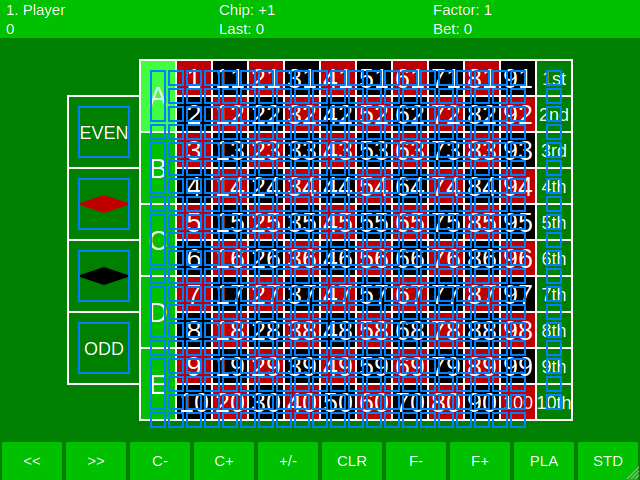 1. Player Chip: +1 Factor: 1
0 Last: 0 Bet: 0
A 1 11 21 31 41 51 61 71 81 91 1st
EVEN 2 12 22 32 42 52 62 72 82 92 2nd
B 3 13 23 33 43 53 63 73 83 93 3rd
4 14 24 34 44 54 64 74 84 94 4th
C 5 15 25 35 45 55 65 75 85 95 5th
6 16 26 36 46 56 66 76 86 96 6th
D 7 17 27 37 47 57 67 77 87 97 7th
8 18 28 38 48 58 68 78 88 98 8th
ODD E 9 19 29 39 49 59 69 79 89 99 9th
10 20 30 40 50 60 70 80 90 100 10th
<< >> C- C+ +/- CLR F- F+ PLA STD